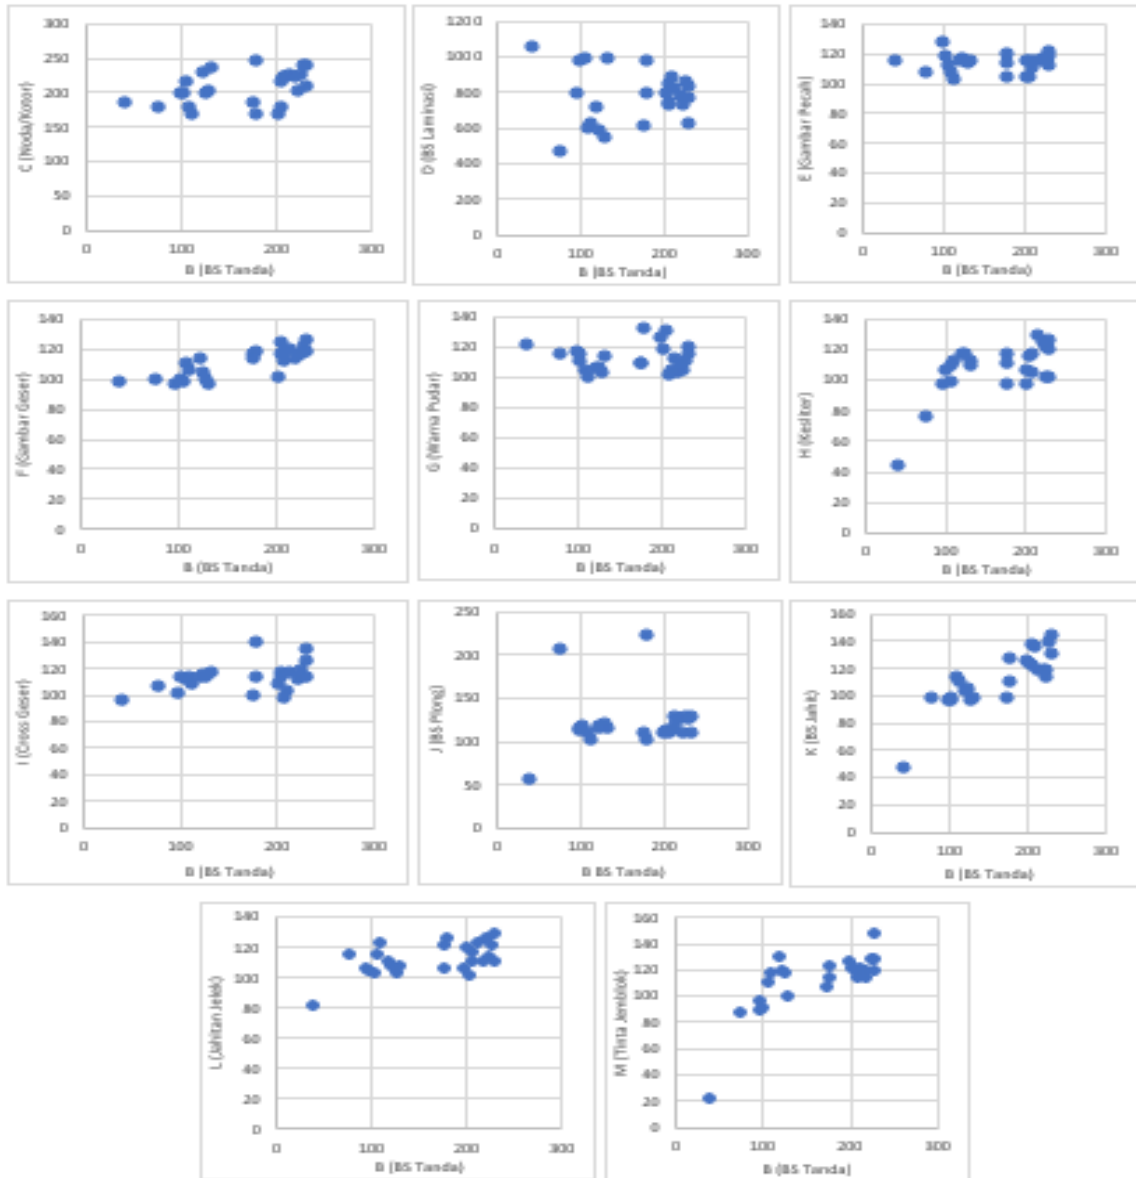 300
250
200
150
100
50
0
0 100 200 300
C (Noda/Kotor)
B (BS Tanda)
1200
1000
800
600
400
200
0
0 100 200 300
D (BS Laminasi)
B (BS Tanda)
140
120
100
80
60
40
20
0
0 100 200 300
E (Gambar Pecah)
B (BS Tanda)
140
120
100
80
60
40
20
0
0 100 200 300
F (Gambar Geser)
B (BS Tanda)
140
120
100
80
60
40
20
0
0 100 200 300
G (Warna Pudar)
B (BS Tanda)
140
120
100
80
60
40
20
0
0 100 200 300
H (Kesliter)
B (BS Tanda)
160
140
120
100
80
60
40
20
0
0 100 200 300
I (Cross Geser)
B (BS Tanda)
250
200
150
100
50
0
0 100 200 300
J (BS Plong)
B BS Tanda)
160
140
120
100
80
60
40
20
0
0 100 200 300
K (BS Jahit)
B (BS Tanda)
140
120
100
80
60
40
20
0
0 100 200 300
L (Jahitan Jelek)
B (BS Tanda)
160
140
120
100
80
60
40
20
0
0 100 200 300
M (Tinta Jemblok)
B (BS Tanda)